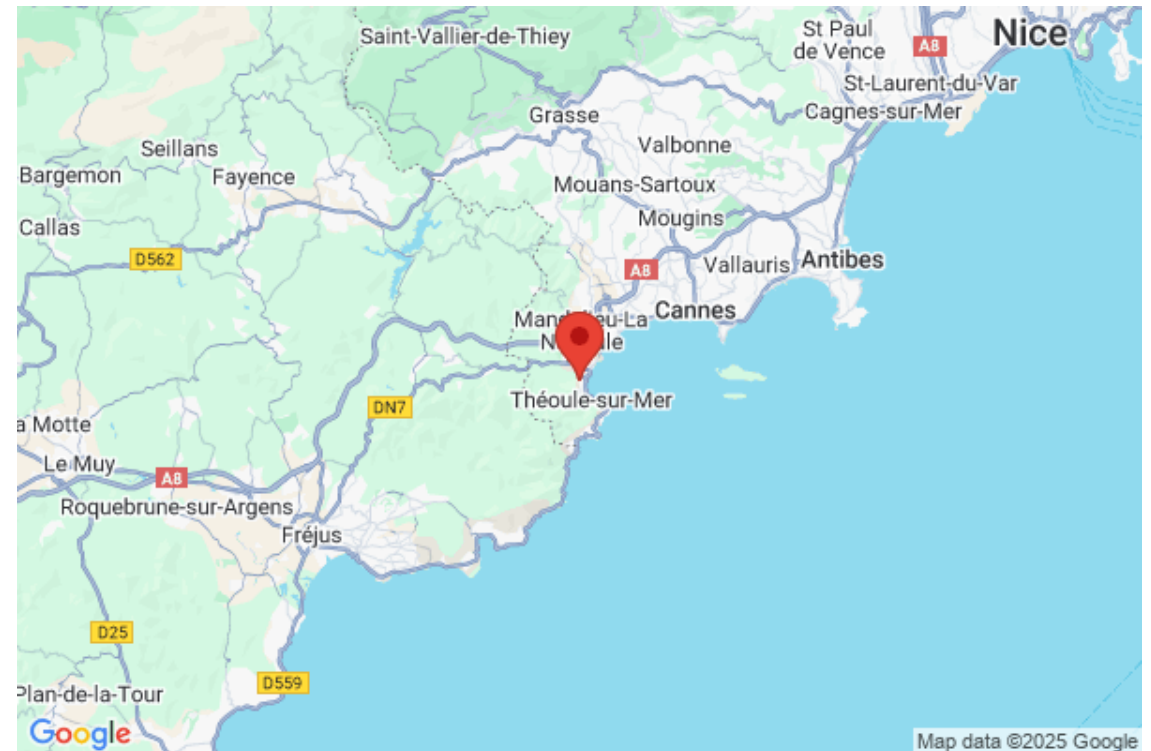 Saint-Vallier-de-Thiey
St Paul
de Vence
A8
Nice
St-Laurent-du-Var
Cagnes-sur-Mer
Grasse
Valbonne
Seillans
Bargemon
Fayence
Mouans-Sartoux
Mougins
Callas
D562
A8
Vallauris
Antibes
Cannes
Théoule-sur-Mer
DN7
a Motte
Le Muy
A8
Roquebrune-sur-Argens
Fréjus
D25
D559
Plan-de-la-Tour
Google
Map data ©2025 Google